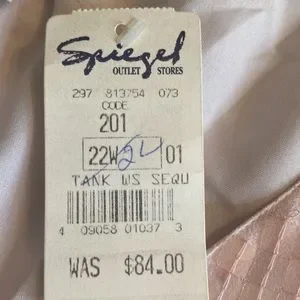 Spiegel
OUTLET STORES
297 813754 073
CODE
201
22W 24 01
TANK WS SEQU
4 09058 01037 3
WAS $84.00